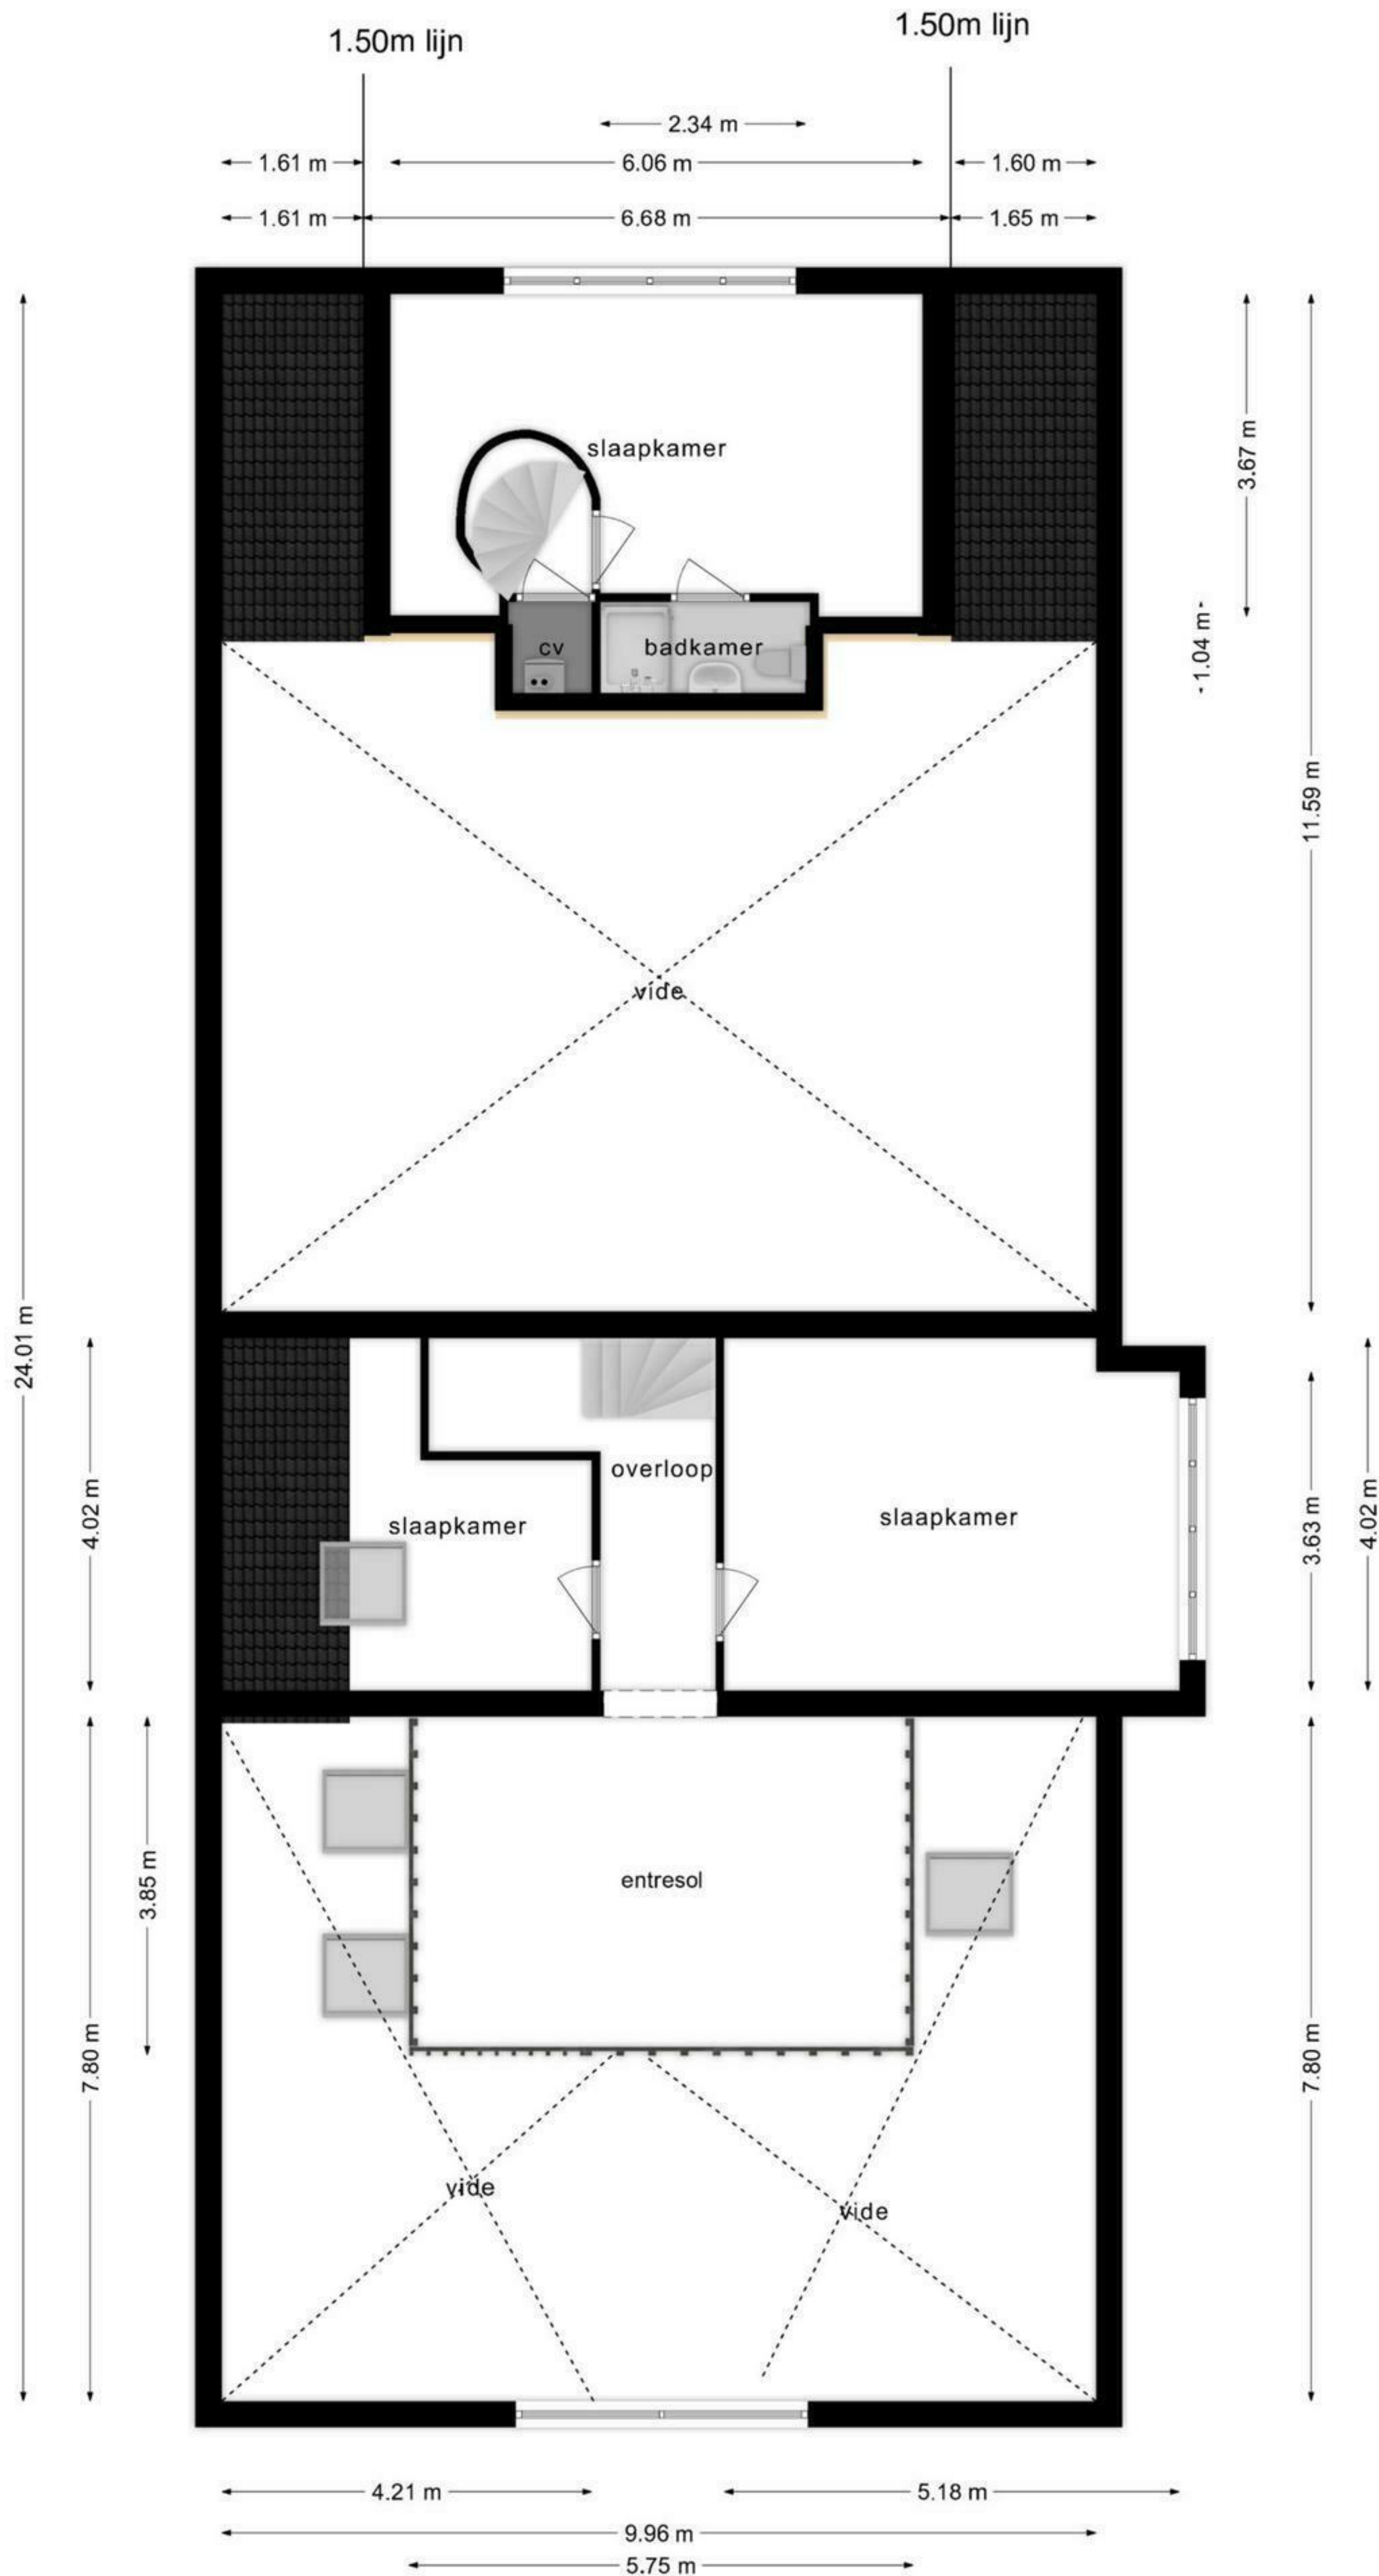 1.50m lijn
1.50m lijn
2.34 m
1.61 m
6.06 m
1.60 m
1.61 m
6.68 m
1.65 m
slaapkamer
3.67 m
cv
badkamer
1.04 m
11.59 m
vide
24.01 m
4.02 m
overloop
slaapkamer
slaapkamer
3.63 m
4.02 m
3.85 m
entresol
7.80 m
7.80 m
vide
vide
4.21 m
5.18 m
9.96 m
5.75 m